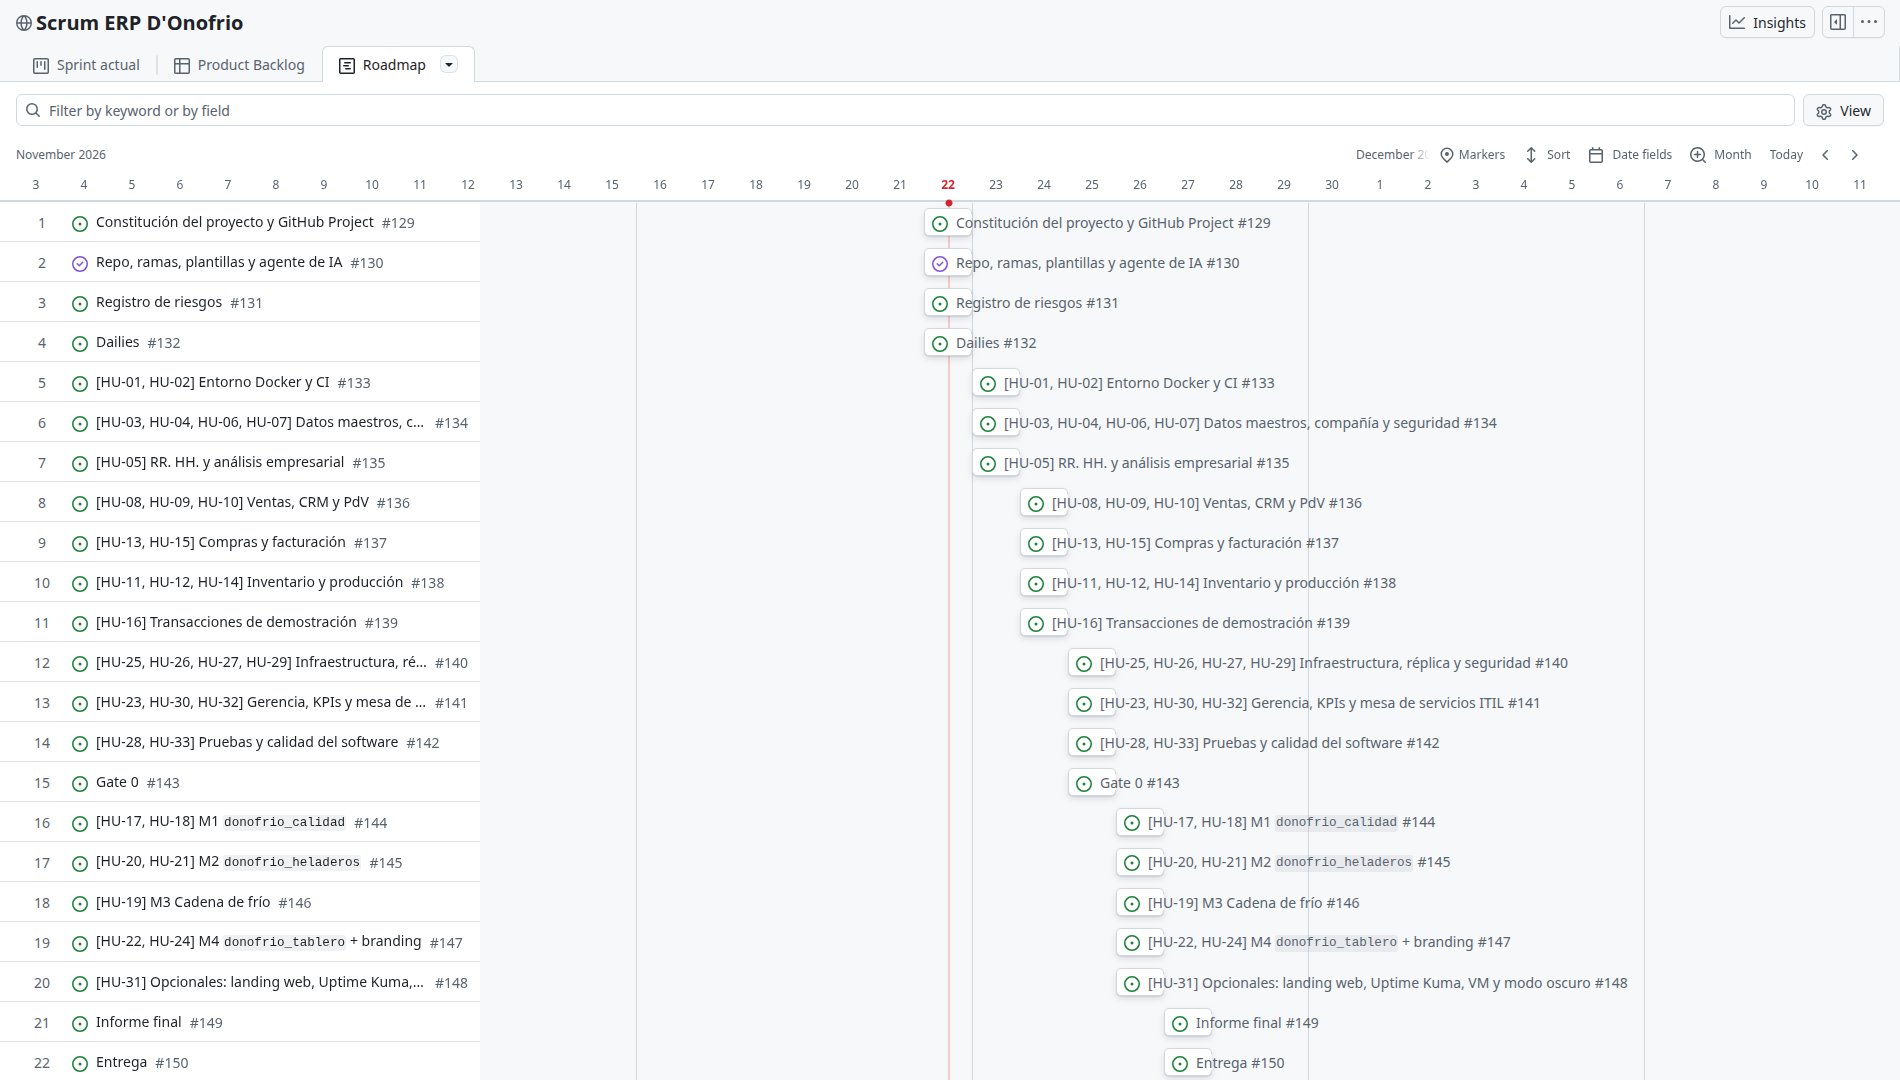 Scrum ERP D'Onofrio
Insights
Sprint actual
Product Backlog
Roadmap
Filter by keyword or by field
View
November 2026
December 20
Markers
Sort
Date fields
Month
Today
3 4 5 6 7 8 9 10 11 12 13 14 15 16 17 18 19 20 21 22 23 24 25 26 27 28 29 30 1 2 3 4 5 6 7 8 9 10 11
1 Constitución del proyecto y GitHub Project #129 Constitución del proyecto y GitHub Project #129
2 Repo, ramas, plantillas y agente de IA #130 Repo, ramas, plantillas y agente de IA #130
3 Registro de riesgos #131 Registro de riesgos #131
4 Dailies #132 Dailies #132
5 [HU-01, HU-02] Entorno Docker y CI #133 [HU-01, HU-02] Entorno Docker y CI #133
6 [HU-03, HU-04, HU-06, HU-07] Datos maestros, c... #134 [HU-03, HU-04, HU-06, HU-07] Datos maestros, compañía y seguridad #134
7 [HU-05] RR. HH. y análisis empresarial #135 [HU-05] RR. HH. y análisis empresarial #135
8 [HU-08, HU-09, HU-10] Ventas, CRM y PdV #136 [HU-08, HU-09, HU-10] Ventas, CRM y PdV #136
9 [HU-13, HU-15] Compras y facturación #137 [HU-13, HU-15] Compras y facturación #137
10 [HU-11, HU-12, HU-14] Inventario y producción #138 [HU-11, HU-12, HU-14] Inventario y producción #138
11 [HU-16] Transacciones de demostración #139 [HU-16] Transacciones de demostración #139
12 [HU-25, HU-26, HU-27, HU-29] Infraestructura, ré... #140 [HU-25, HU-26, HU-27, HU-29] Infraestructura, réplica y seguridad #140
13 [HU-23, HU-30, HU-32] Gerencia, KPIs y mesa de ... #141 [HU-23, HU-30, HU-32] Gerencia, KPIs y mesa de servicios ITIL #141
14 [HU-28, HU-33] Pruebas y calidad del software #142 [HU-28, HU-33] Pruebas y calidad del software #142
15 Gate 0 #143 Gate 0 #143
16 [HU-17, HU-18] M1 donofrio_calidad #144 [HU-17, HU-18] M1 donofrio_calidad #144
17 [HU-20, HU-21] M2 donofrio_heladeros #145 [HU-20, HU-21] M2 donofrio_heladeros #145
18 [HU-19] M3 Cadena de frío #146 [HU-19] M3 Cadena de frío #146
19 [HU-22, HU-24] M4 donofrio_tablero + branding #147 [HU-22, HU-24] M4 donofrio_tablero + branding #147
20 [HU-31] Opcionales: landing web, Uptime Kuma,... #148 [HU-31] Opcionales: landing web, Uptime Kuma, VM y modo oscuro #148
21 Informe final #149 Informe final #149
22 Entrega #150 Entrega #150